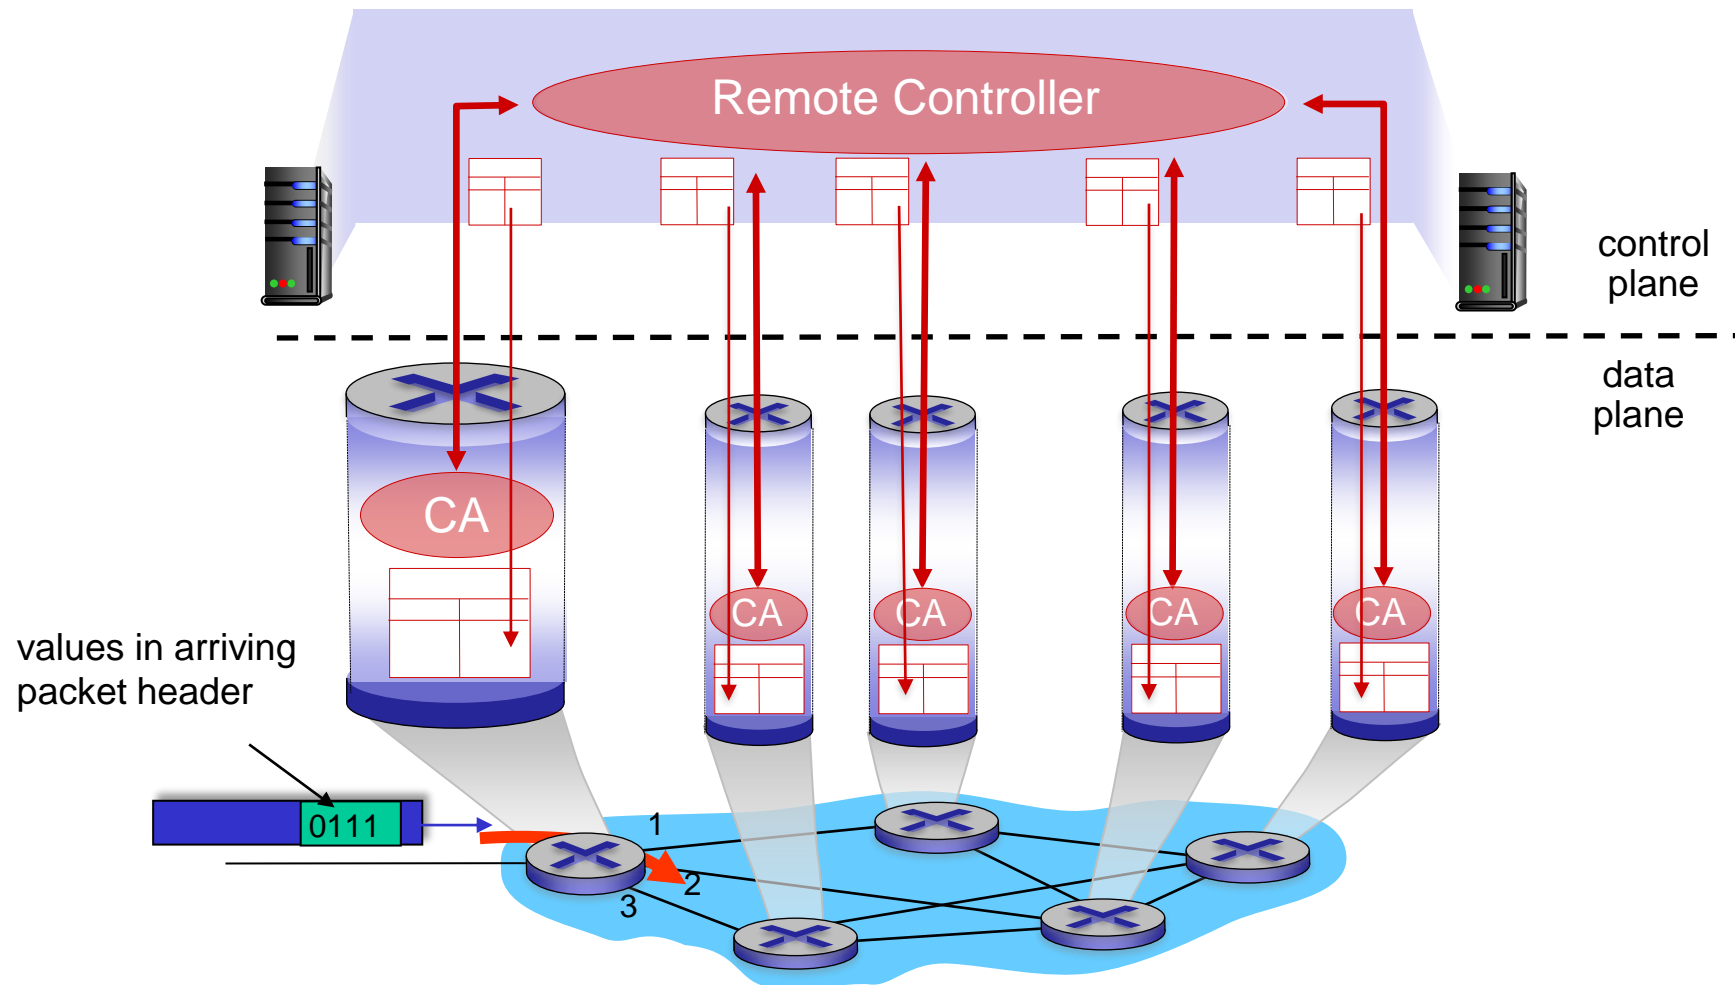 Remote Controller
control
plane
data
plane
CA
CA
CA
CA
CA
values in arriving
packet header
0111
1
2
3